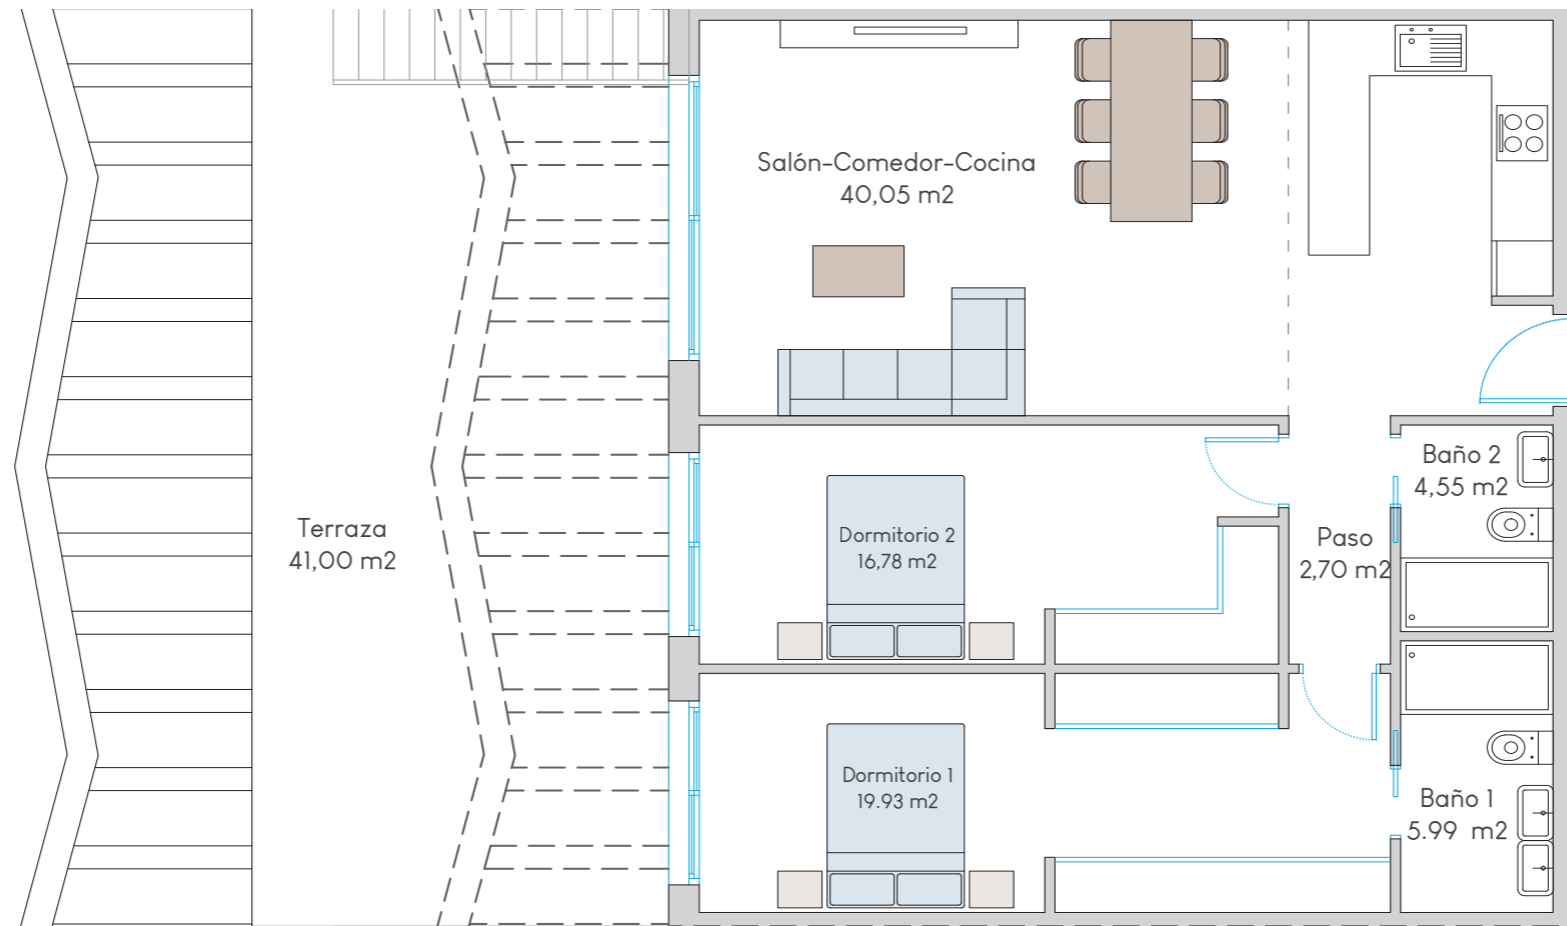 Salón-Comedor-Cocina
40,05 m2
Baño 2
4,55 m2
Terraza
41,00 m2
Dormitorio 2
16,78 m2
Paso
2,70 m2
Dormitorio 1
19.93 m2
Baño 1
5.99 m2